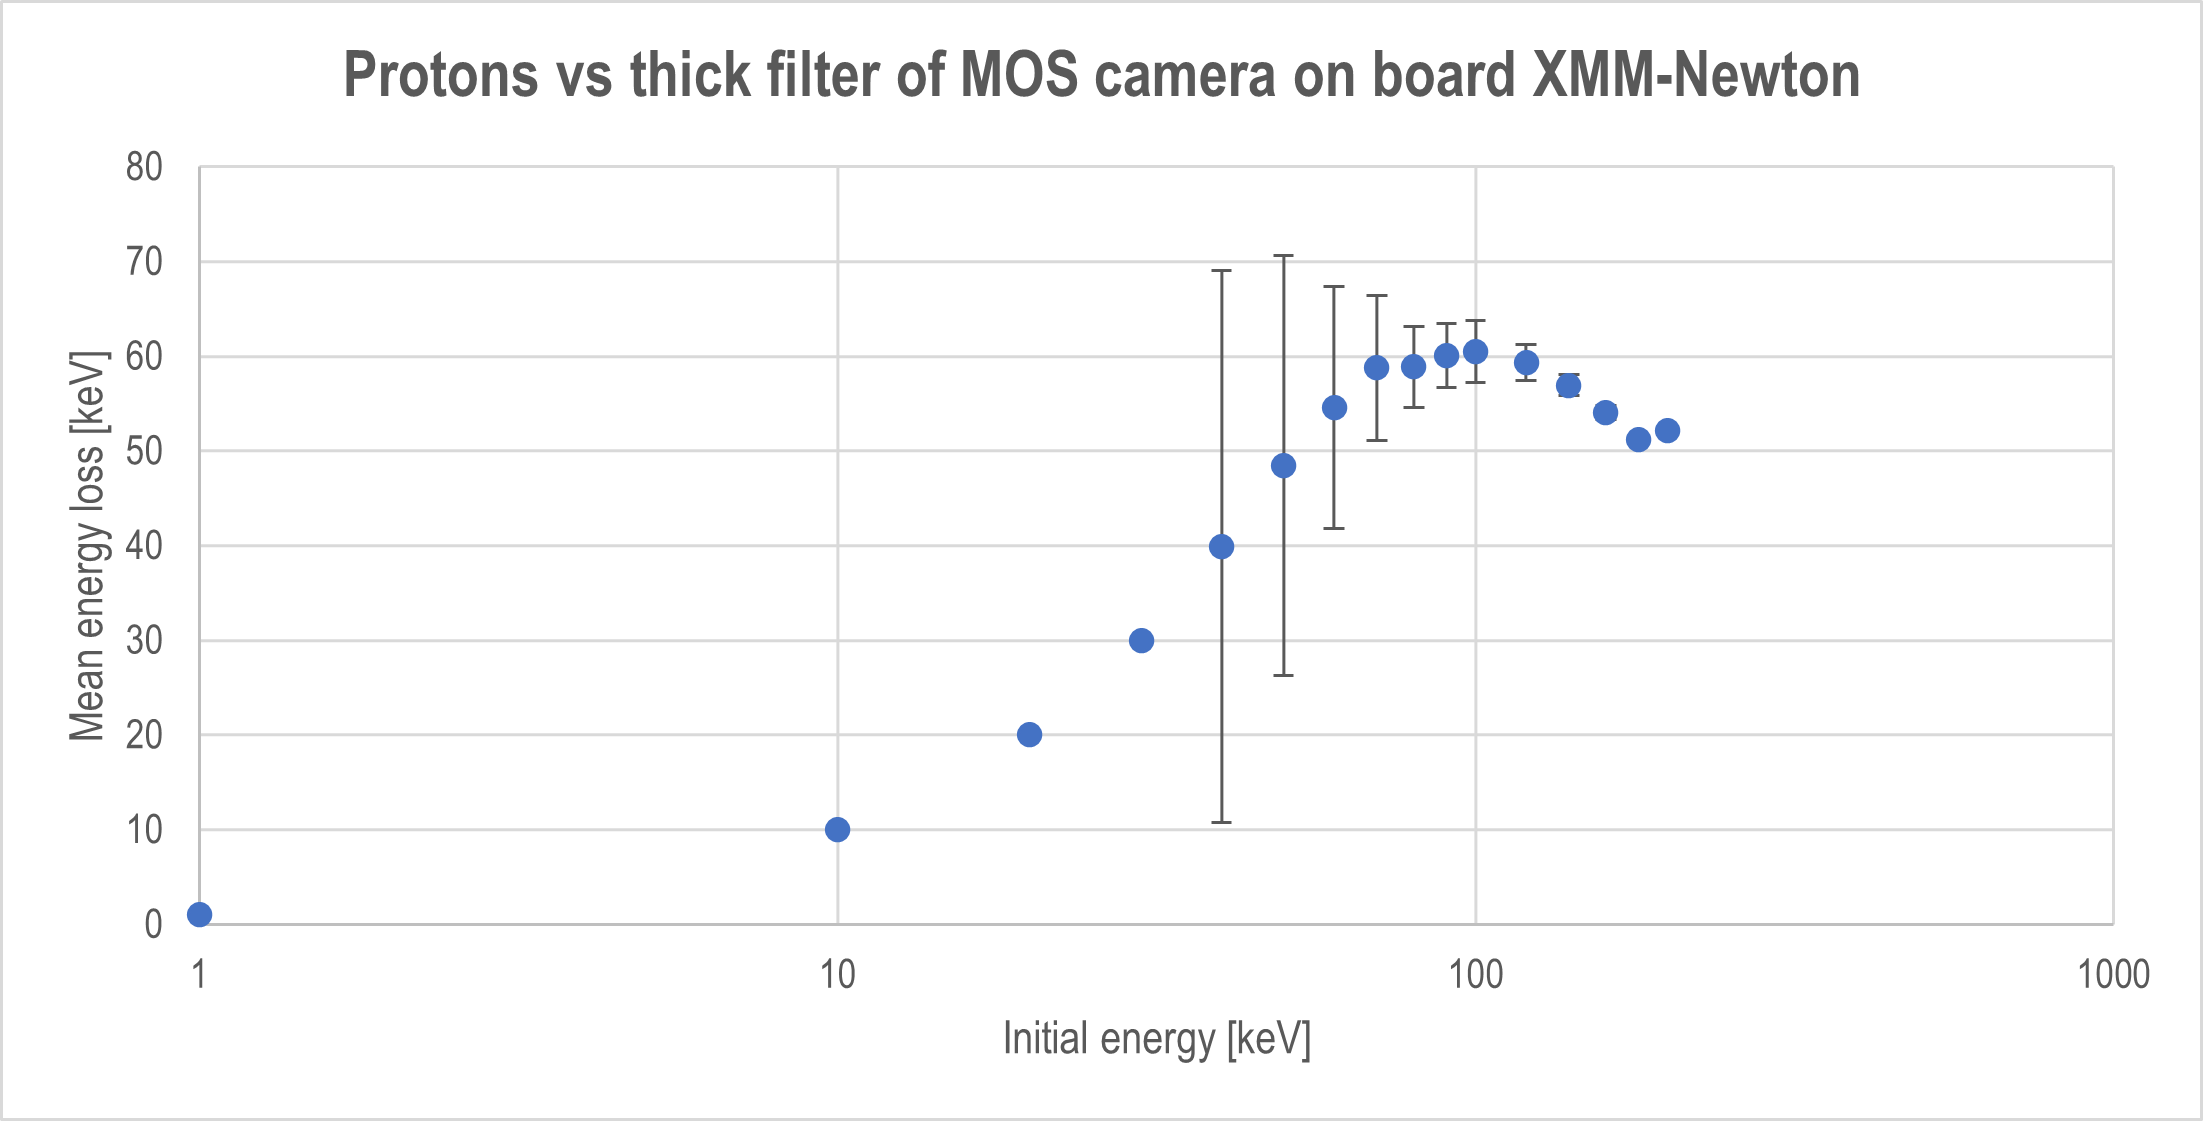 Protons vs thick filter of MOS camera on board XMM-Newton
80
70
60
50
40
30
20
10
0
Mean energy loss [keV]
1 10 100 1000
Initial energy [keV]